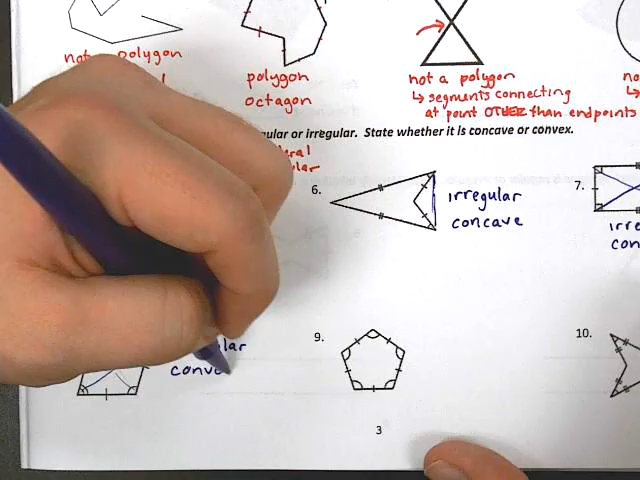 not a polygon
polygon
octagon
not a polygon
↳ segments connecting
at point OTHER than endpoints
no
or irregular. State whether it is concave or convex.
6.
irregular
concave
7.
irre
con
conve
9.
10.
3